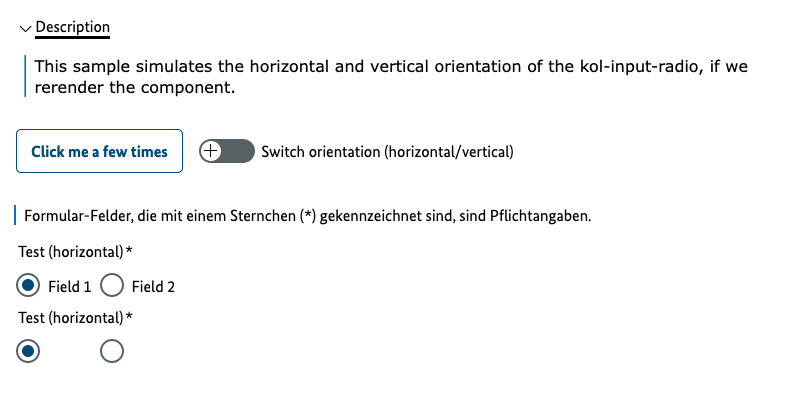 Description
This sample simulates the horizontal and vertical orientation of the kol-input-radio, if we
rerender the component.
Click me a few times
Switch orientation (horizontal/vertical)
Formular-Felder, die mit einem Sternchen (*) gekennzeichnet sind, sind Pflichtangaben.
Test (horizontal)*
Field 1 Field 2
Test (horizontal)*